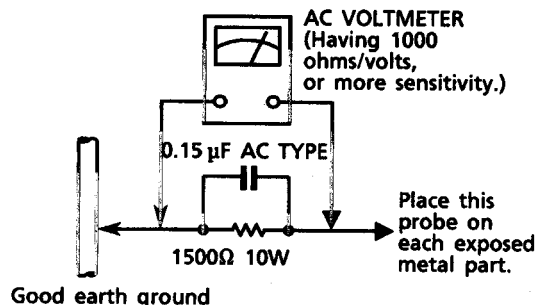 AC VOLTMETER
(Having 1000
ohms/volts,
or more sensitivity.)
0.15 µF AC TYPE
1500Ω 10W
Place this
probe on
each exposed
metal part.
Good earth ground